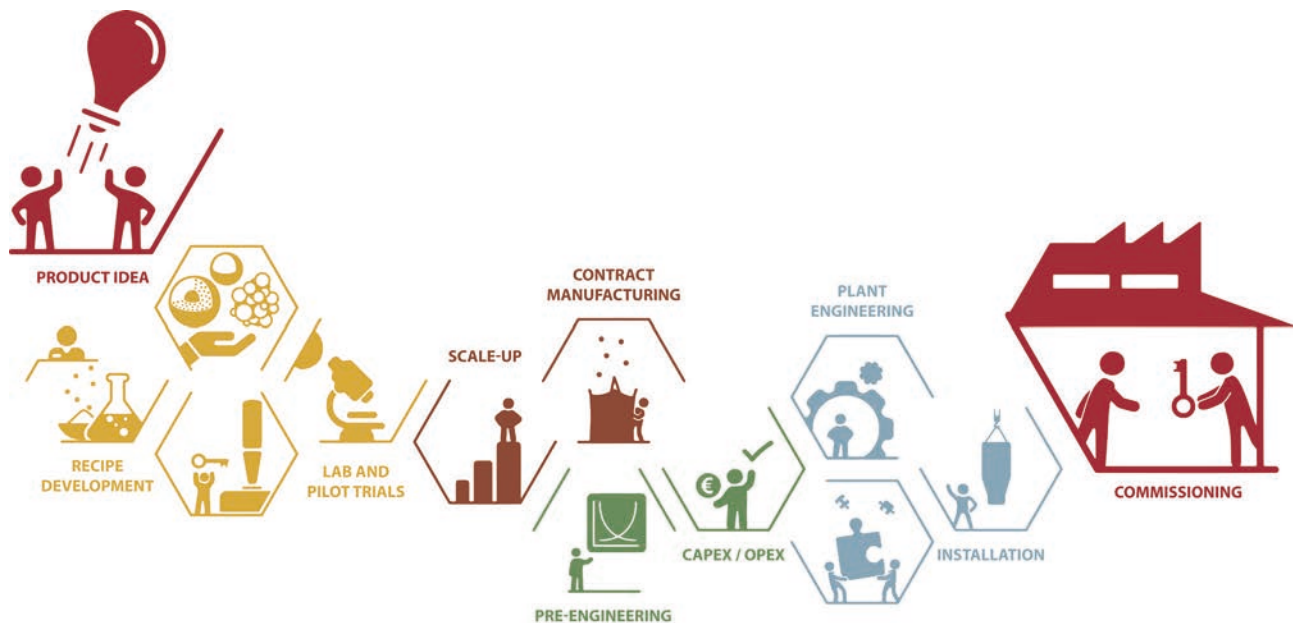 PRODUCT IDEA
RECIPE
DEVELOPMENT
LAB AND
PILOT TRIALS
SCALE-UP
CONTRACT
MANUFACTURING
PRE-ENGINEERING
€
CAPEX / OPEX
PLANT
ENGINEERING
INSTALLATION
COMMISSIONING